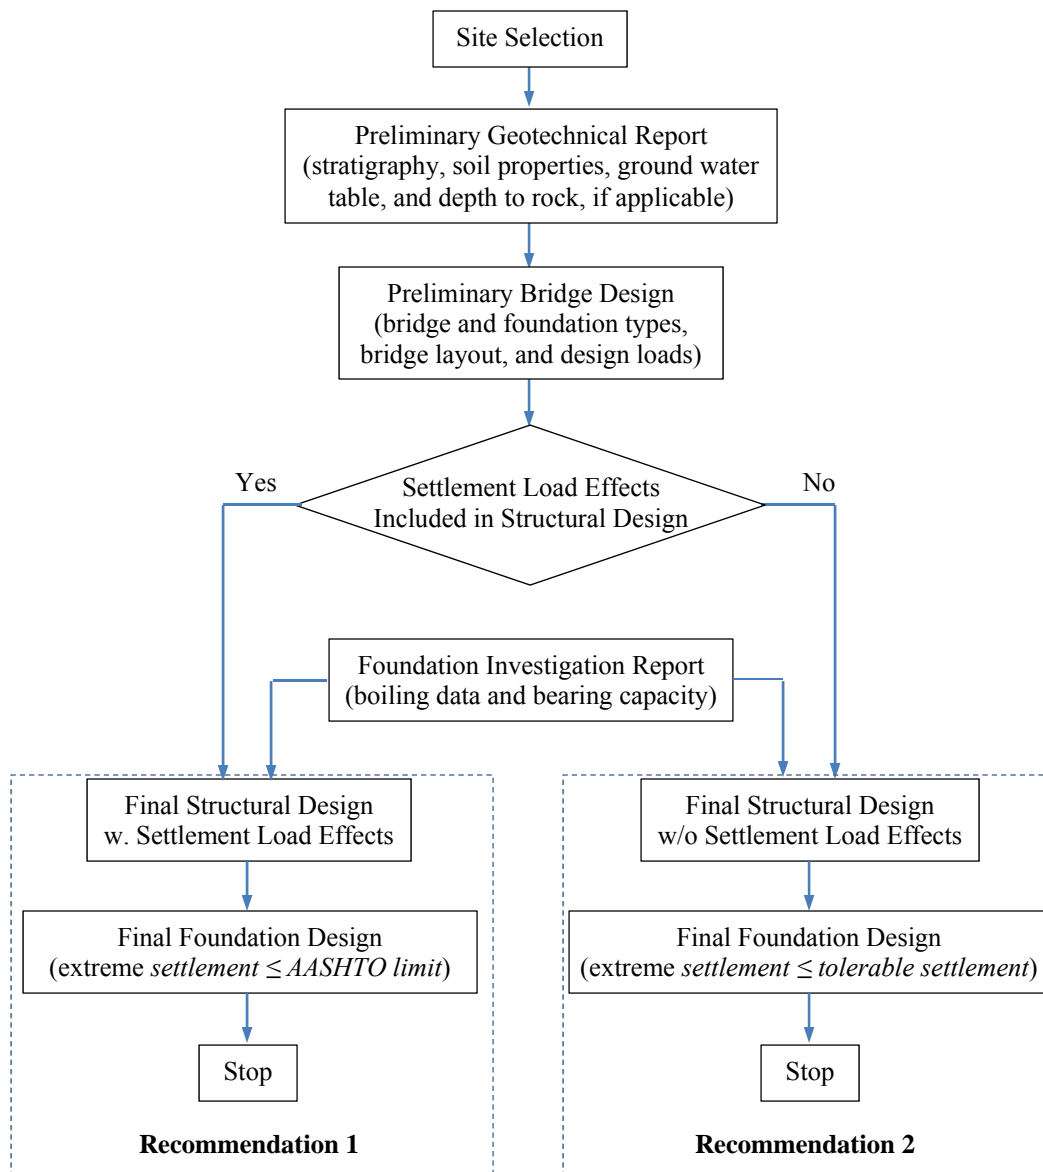 Site Selection
Preliminary Geotechnical Report
(stratigraphy, soil properties, ground water
table, and depth to rock, if applicable)
Preliminary Bridge Design
(bridge and foundation types,
bridge layout, and design loads)
Yes
Settlement Load Effects
Included in Structural Design
No
Foundation Investigation Report
(boiling data and bearing capacity)
Final Structural Design
w. Settlement Load Effects
Final Foundation Design
(extreme settlement ≤ AASHTO limit)
Stop
Recommendation 1
Final Structural Design
w/o Settlement Load Effects
Final Foundation Design
(extreme settlement ≤ tolerable settlement)
Stop
Recommendation 2